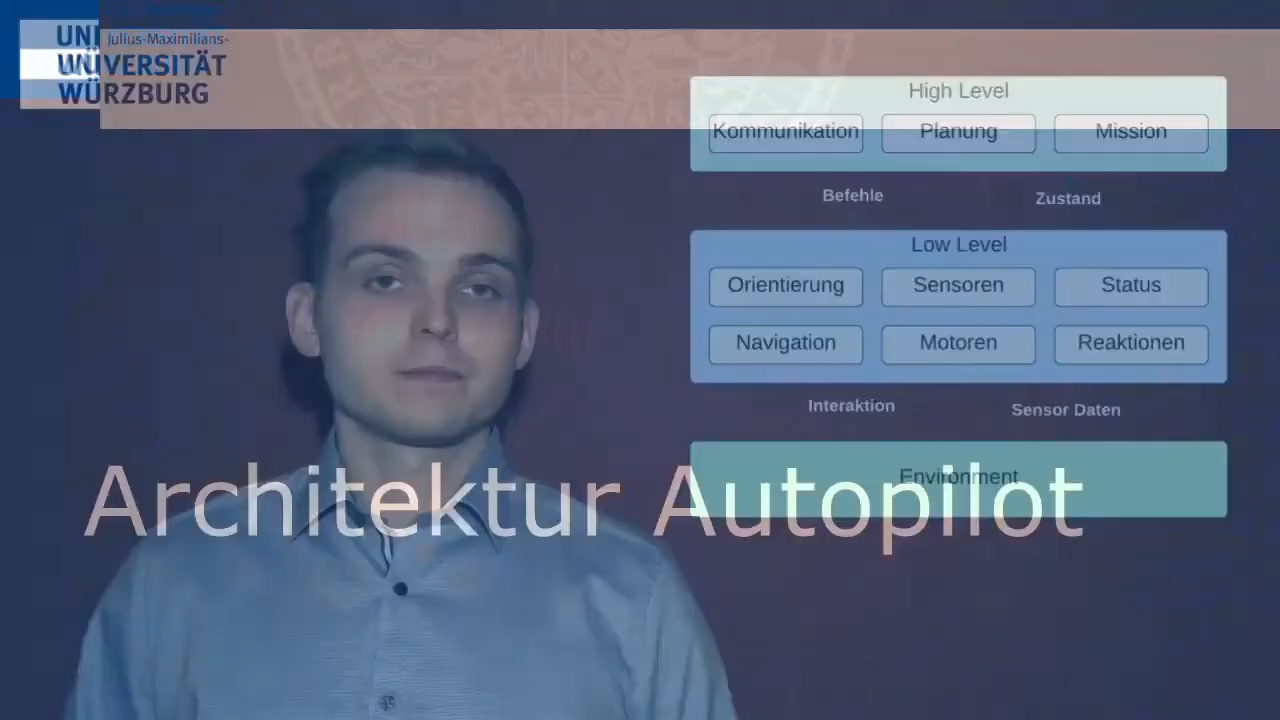 Julius-Maximilians-
UNIVERSITÄT
WÜRZBURG
High Level
Kommunikation
Planung
Mission
Befehle
Zustand
Low Level
Orientierung
Sensoren
Status
Navigation
Motoren
Reaktionen
Interaktion
Sensor Daten
Environment
Architektur Autopilot